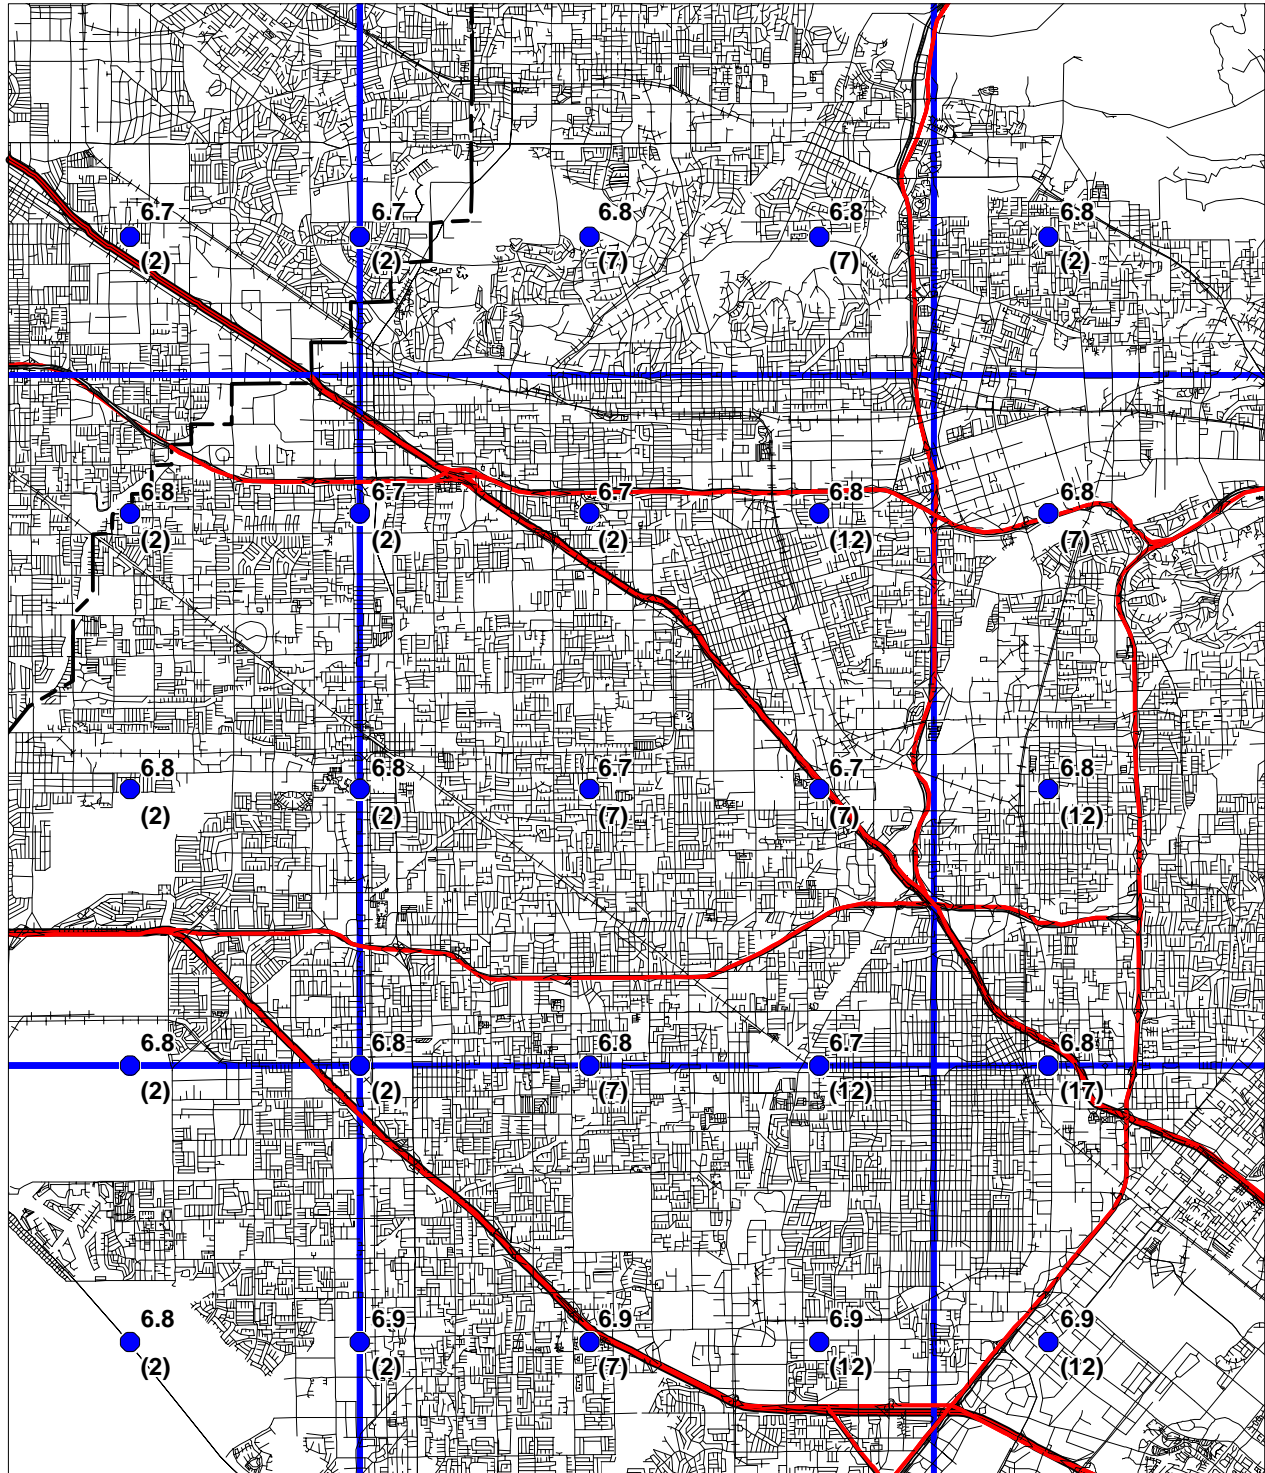 6.7 6.7 6.8 6.8 6.8
(2) (2) (7) (7) (2)
6.8 6.7 6.7 6.8 6.8
(2) (2) (2) (12) (7)
6.8 6.8 6.7 6.7 6.8
(2) (2) (7) (7) (12)
6.8 6.8 6.8 6.7 6.8
(2) (2) (7) (12) (17)
6.8 6.9 6.9 6.9 6.9
(2) (2) (7) (12) (12)